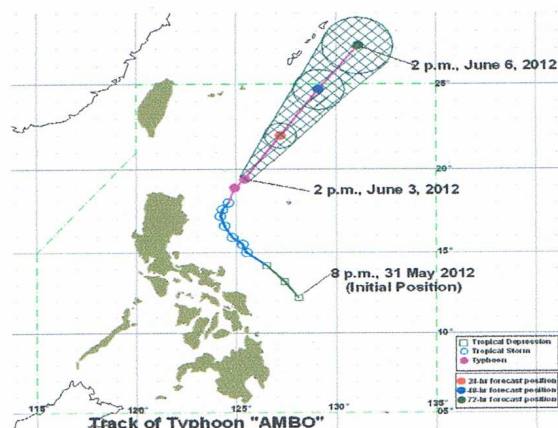 2 p.m., June 6, 2012
25°
20°
2 p.m., June 3, 2012
15°
8 p.m., 31 May 2012
(Initial Position)
10°
Tropical Depression
Tropical Storm
Typhoon
24-hr forecast position
48-hr forecast position
72-hr forecast position
05°
115° 120° 125° 130° 135°
Track of Typhoon "AMBO"